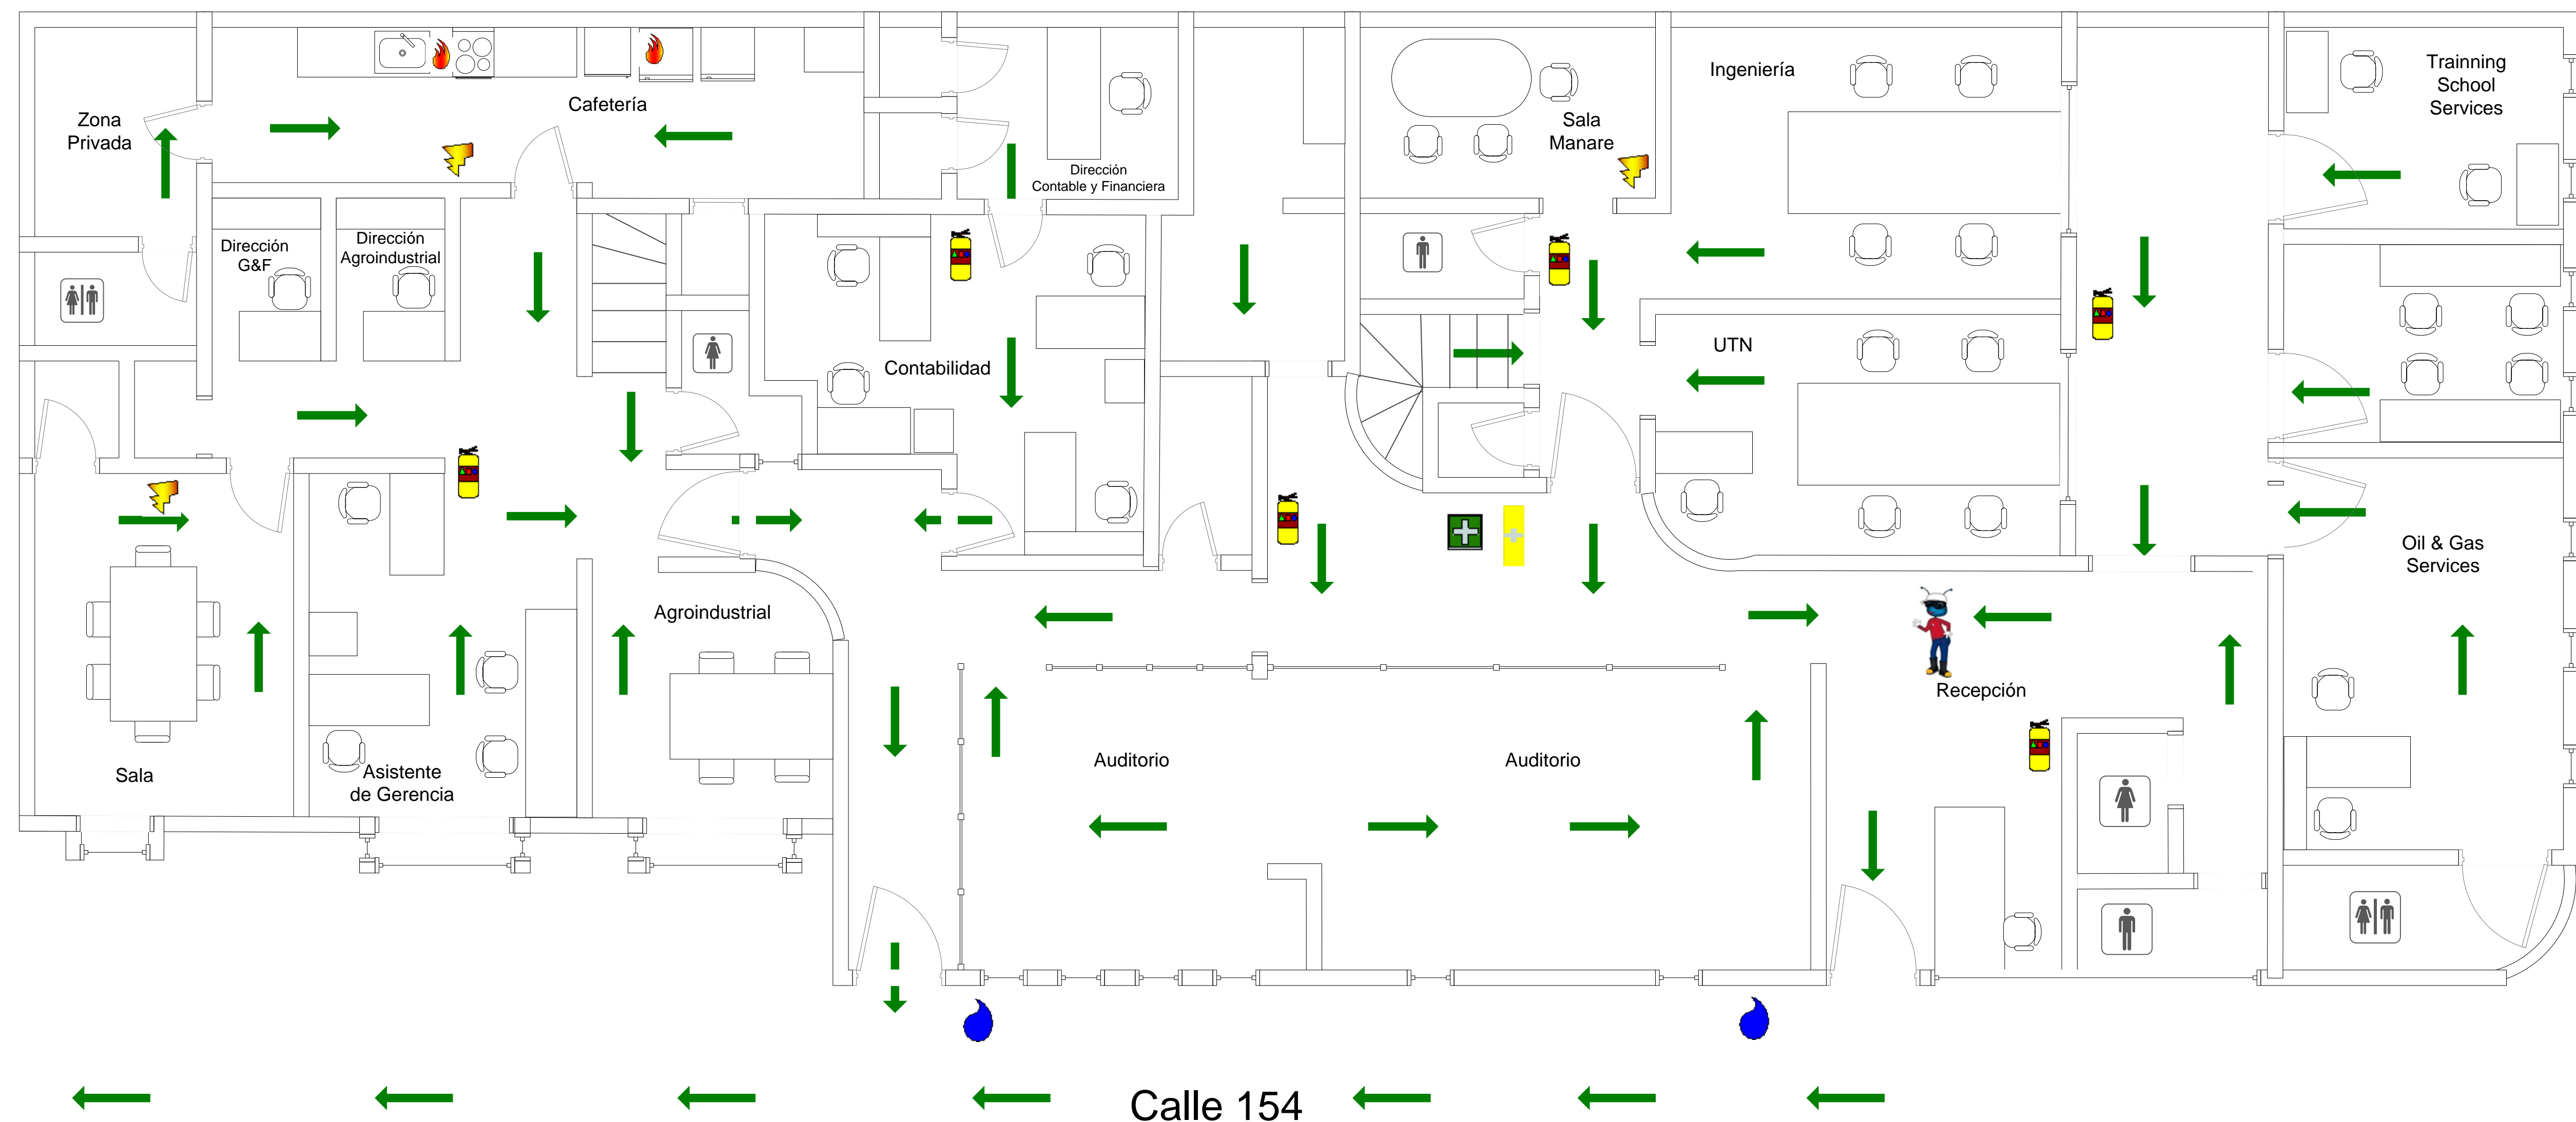 Zona
Privada
Cafetería
Dirección
Contable y Financiera
Sala
Manare
Ingeniería
Trainning
School
Services
Dirección
G&F
Dirección
Agroindustrial
Contabilidad
UTN
Oil & Gas
Services
Agroindustrial
Recepción
Sala
Asistente
de Gerencia
Auditorio
Auditorio
Calle 154